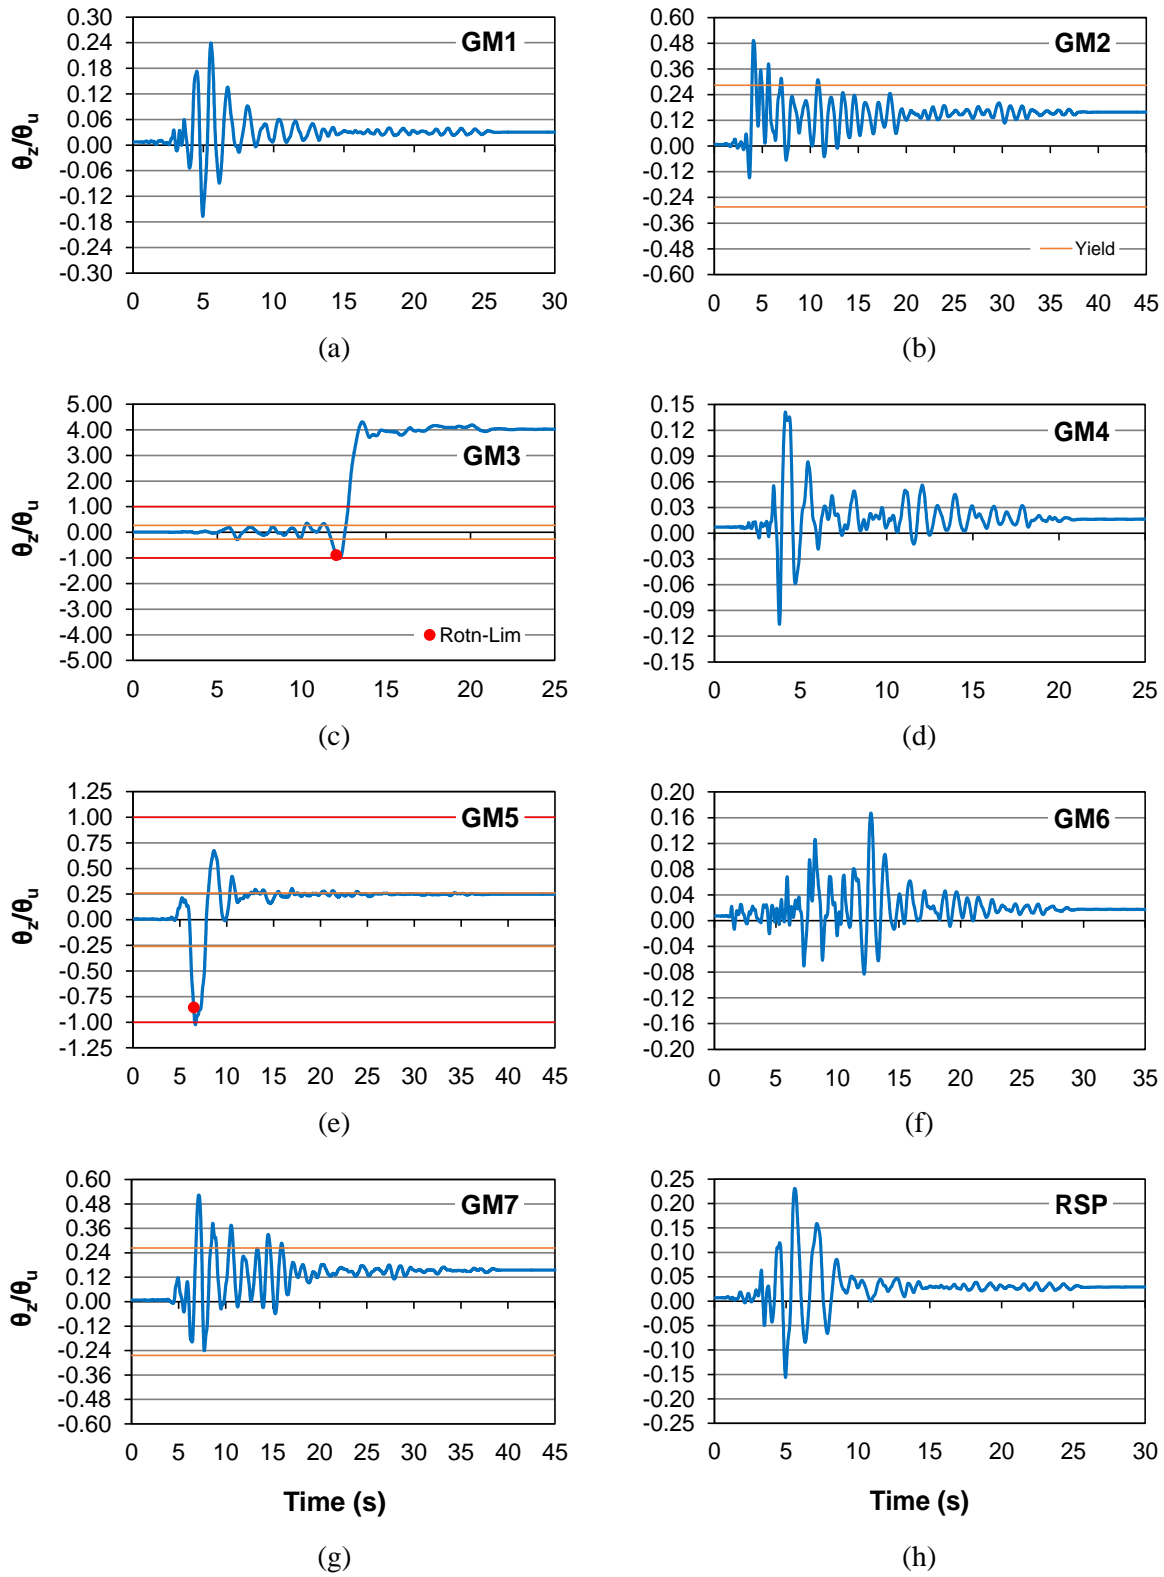 0.30
0.24
0.18
0.12
0.06
0.00
-0.06
-0.12
-0.18
-0.24
-0.30
θz/θu
GM1
0 5 10 15 20 25 30
(a)
0.60
0.48
0.36
0.24
0.12
0.00
-0.12
-0.24
-0.36
-0.48
-0.60
GM2
Yield
0 5 10 15 20 25 30 35 40 45
(b)
5.00
4.00
3.00
2.00
1.00
0.00
-1.00
-2.00
-3.00
-4.00
-5.00
θz/θu
GM3
Rotn-Lim
0 5 10 15 20 25
(c)
0.15
0.12
0.09
0.06
0.03
0.00
-0.03
-0.06
-0.09
-0.12
-0.15
GM4
0 5 10 15 20 25
(d)
1.25
1.00
0.75
0.50
0.25
0.00
-0.25
-0.50
-0.75
-1.00
-1.25
θz/θu
GM5
0 5 10 15 20 25 30 35 40 45
(e)
0.20
0.16
0.12
0.08
0.04
0.00
-0.04
-0.08
-0.12
-0.16
-0.20
GM6
0 5 10 15 20 25 30 35
(f)
0.60
0.48
0.36
0.24
0.12
0.00
-0.12
-0.24
-0.36
-0.48
-0.60
θz/θu
GM7
0 5 10 15 20 25 30 35 40 45
Time (s)
(g)
0.25
0.20
0.15
0.10
0.05
0.00
-0.05
-0.10
-0.15
-0.20
-0.25
RSP
0 5 10 15 20 25 30
Time (s)
(h)